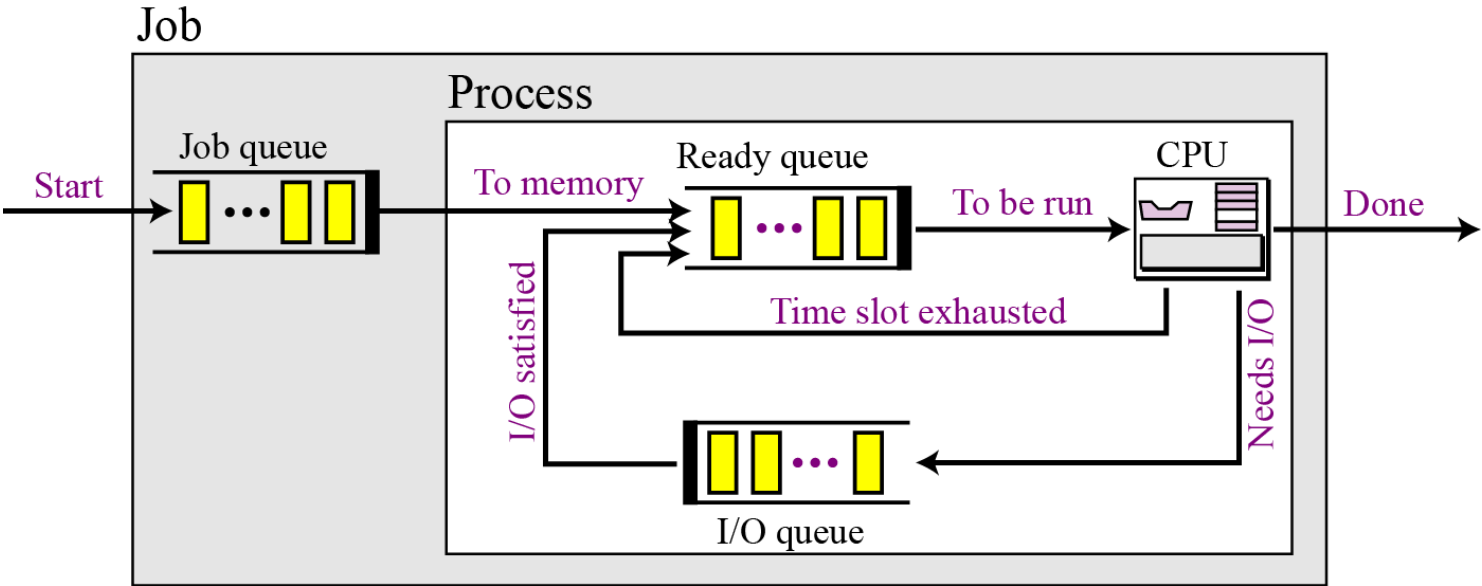 Job
Process
Job queue
Ready queue
CPU
Start
To memory
To be run
Done
Time slot exhausted
I/O satisfied
Needs I/O
I/O queue